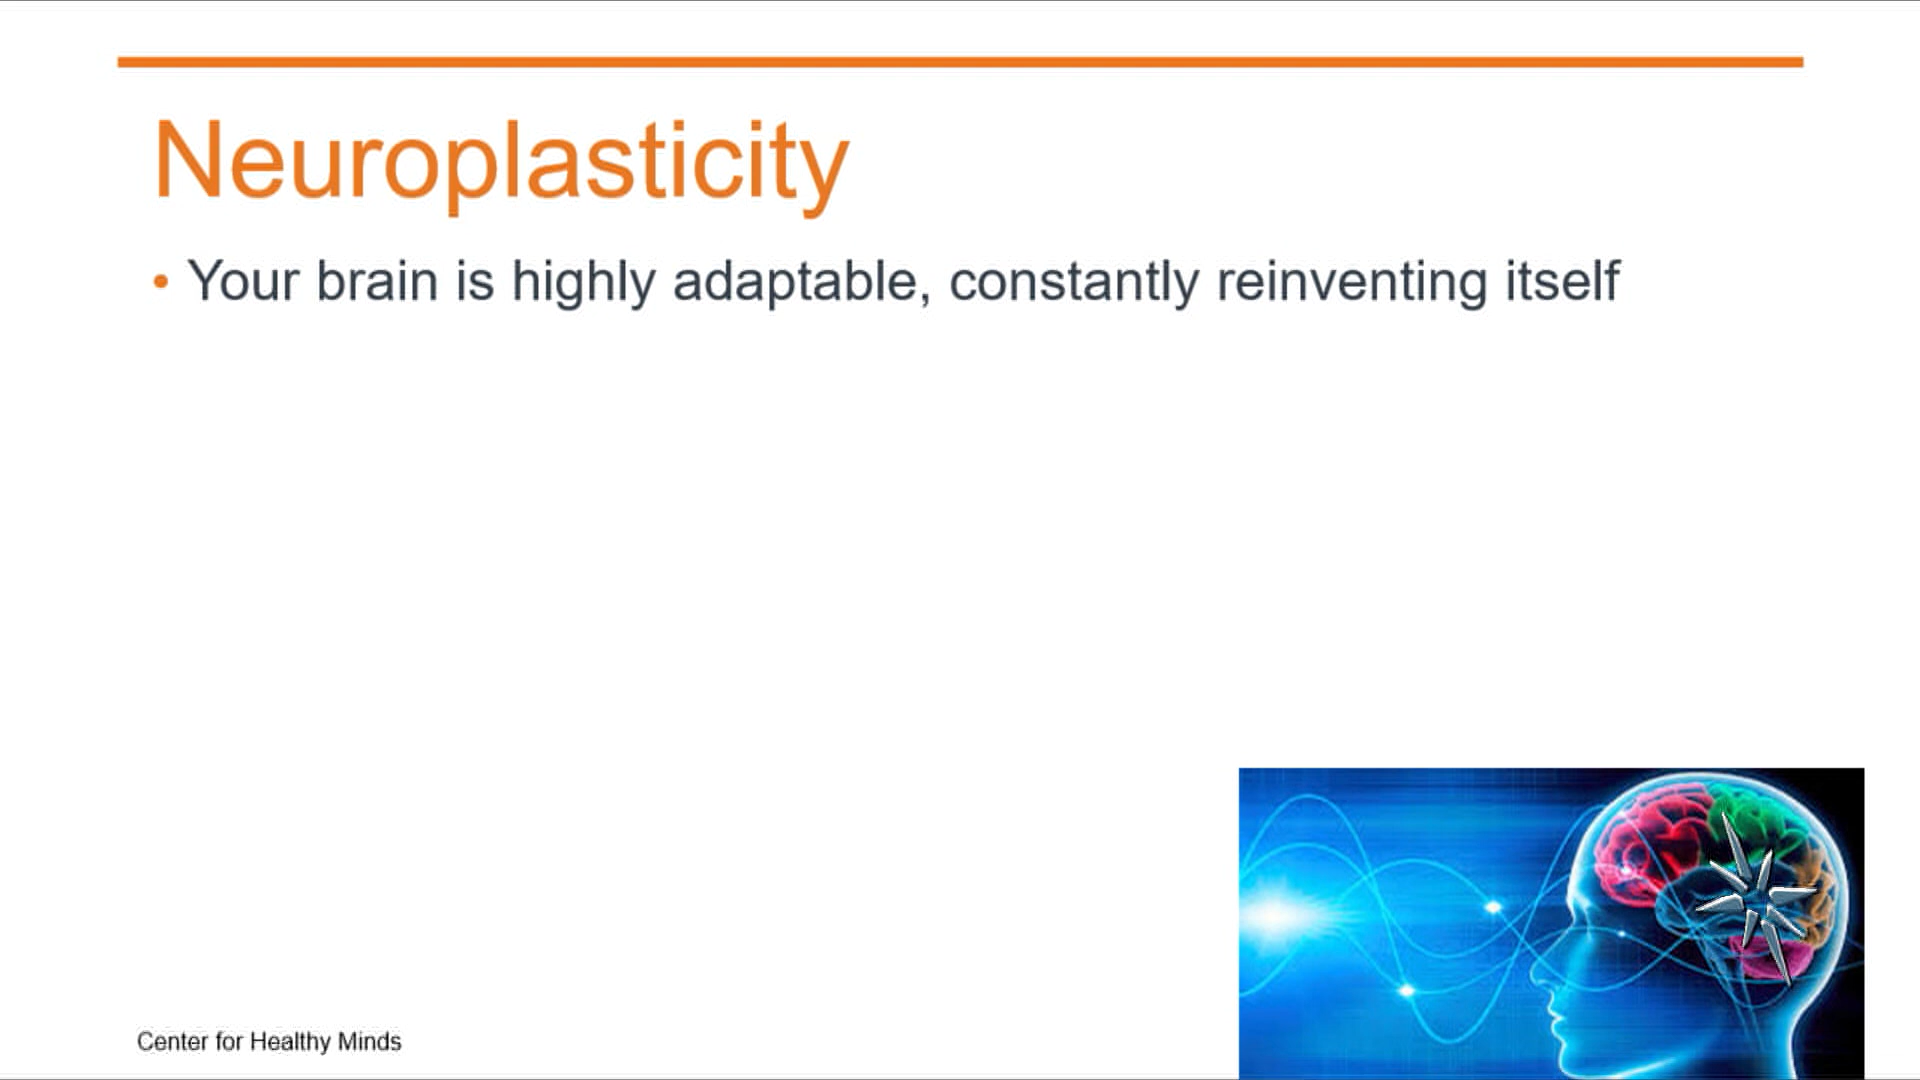 Neuroplasticity
• Your brain is highly adaptable, constantly reinventing itself
Center for Healthy Minds